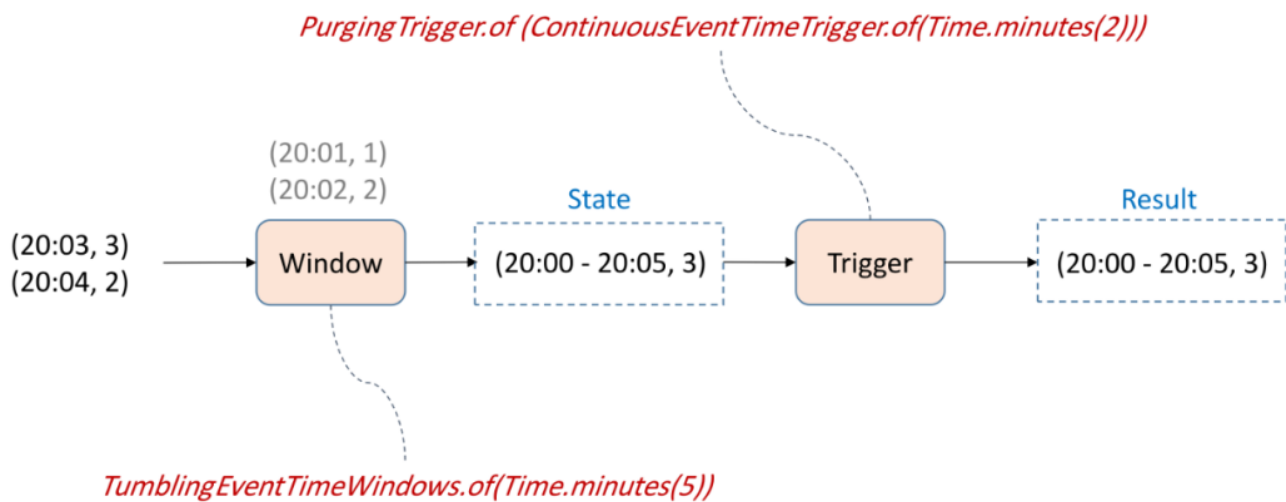 PurgingTrigger.of (ContinuousEventTimeTrigger.of(Time.minutes(2)))
(20:01, 1)
(20:02, 2)
State
Result
(20:03, 3)
(20:04, 2)
Window
(20:00 - 20:05, 3)
Trigger
(20:00 - 20:05, 3)
TumblingEventTimeWindows.of(Time.minutes(5))